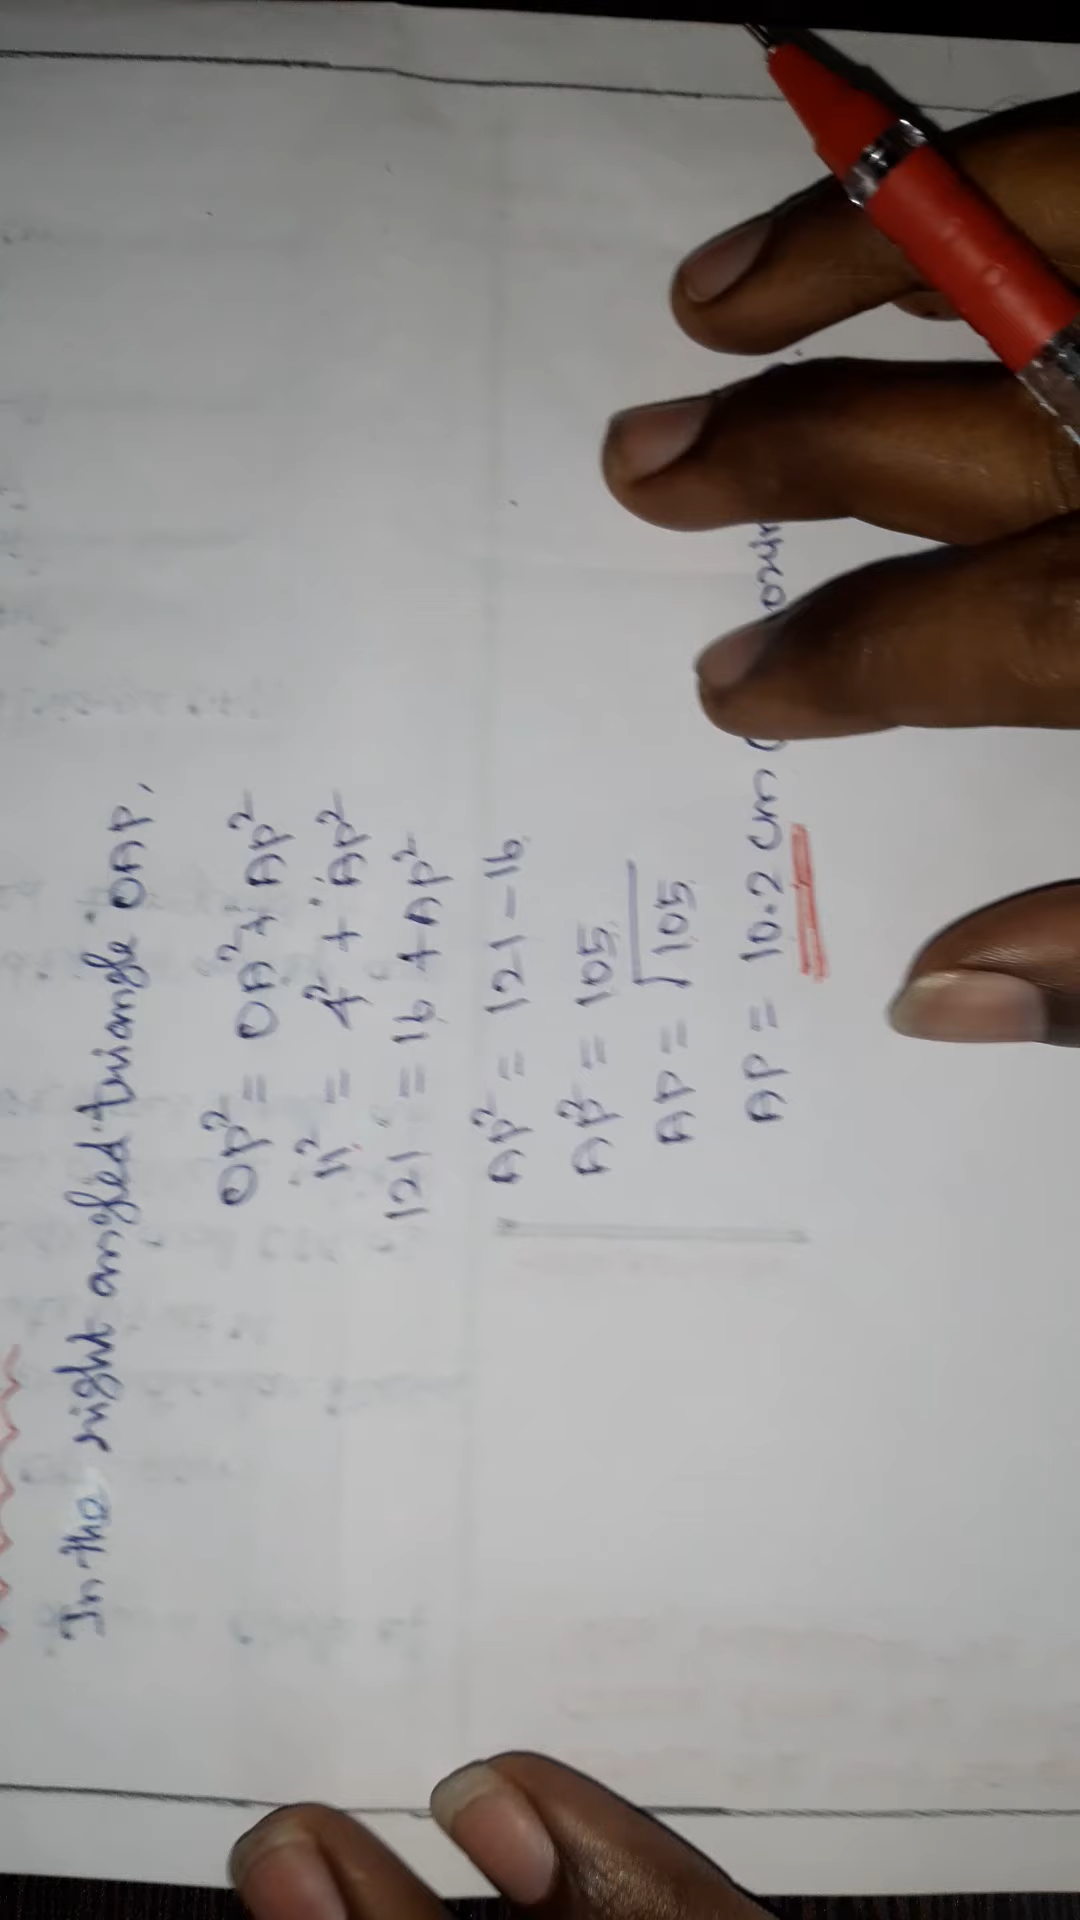 In the right angled triangle OAP,
OP² = OA² + AP²
11² = 4² + AP²
121 = 16 + AP²
AP² = 121 - 16
AP² = 105
AP = √105
AP = 10.2 cm